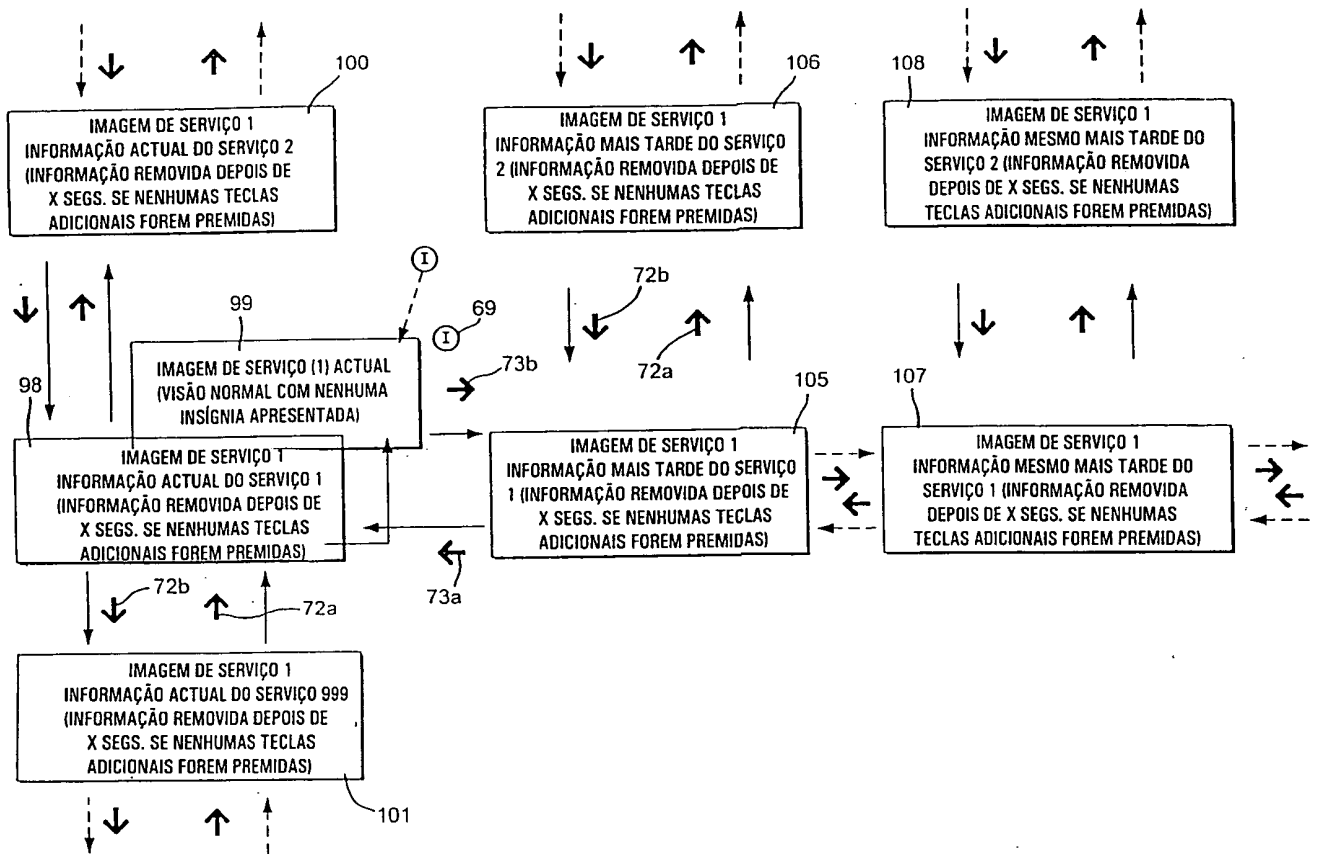 100
IMAGEM DE SERVIÇO 1
INFORMAÇÃO ACTUAL DO SERVIÇO 2
(INFORMAÇÃO REMOVIDA DEPOIS DE
X SEGS. SE NENHUMAS TECLAS
ADICIONAIS FOREM PREMIDAS)
106
IMAGEM DE SERVIÇO 1
INFORMAÇÃO MAIS TARDE DO SERVIÇO
2 (INFORMAÇÃO REMOVIDA DEPOIS DE
X SEGS. SE NENHUMAS TECLAS
ADICIONAIS FOREM PREMIDAS)
108
IMAGEM DE SERVIÇO 1
INFORMAÇÃO MESMO MAIS TARDE DO
SERVIÇO 2 (INFORMAÇÃO REMOVIDA
DEPOIS DE X SEGS. SE NENHUMAS
TECLAS ADICIONAIS FOREM PREMIDAS)
I
I
69
99
IMAGEM DE SERVIÇO (1) ACTUAL
(VISÃO NORMAL COM NENHUMA
INSÍGNIA APRESENTADA)
73b
72b
72a
98
IMAGEM DE SERVIÇO 1
INFORMAÇÃO ACTUAL DO SERVIÇO 1
(INFORMAÇÃO REMOVIDA DEPOIS DE
X SEGS. SE NENHUMAS TECLAS
ADICIONAIS FOREM PREMIDAS)
105
IMAGEM DE SERVIÇO 1
INFORMAÇÃO MAIS TARDE DO SERVIÇO
1 (INFORMAÇÃO REMOVIDA DEPOIS DE
X SEGS. SE NENHUMAS TECLAS
ADICIONAIS FOREM PREMIDAS)
107
IMAGEM DE SERVIÇO 1
INFORMAÇÃO MESMO MAIS TARDE DO
SERVIÇO 1 (INFORMAÇÃO REMOVIDA
DEPOIS DE X SEGS. SE NENHUMAS
TECLAS ADICIONAIS FOREM PREMIDAS)
73a
72b
72a
IMAGEM DE SERVIÇO 1
INFORMAÇÃO ACTUAL DO SERVIÇO 999
(INFORMAÇÃO REMOVIDA DEPOIS DE
X SEGS. SE NENHUMAS TECLAS
ADICIONAIS FOREM PREMIDAS)
101